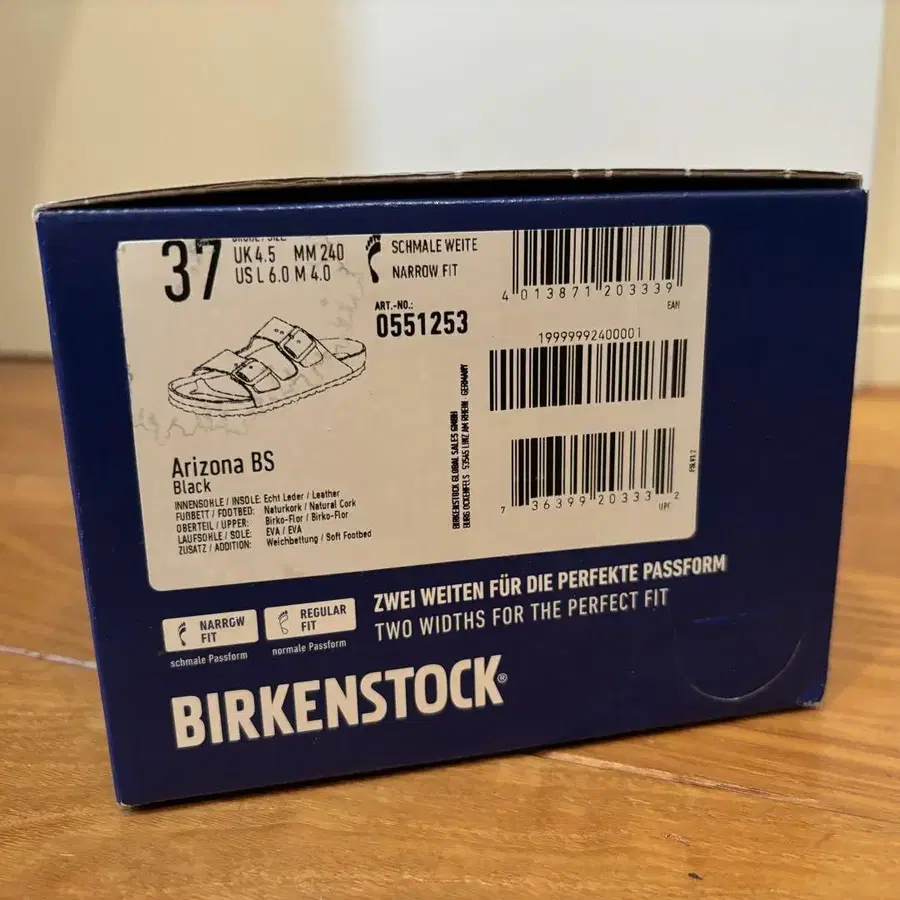 37
UK 4.5 MM 240
US L 6.0 M 4.0
SCHMALE WEITE
NARROW FIT
ART.-NO.:
0551253
4 013871 203339
EAN
19999992400001
7 36399 20333 2
UPC
BIRKENSTOCK GLOBAL SALES GMBH
BURG OCKENFELS · 53545 LINZ AM RHEIN · GERMANY
Arizona BS
Black
INNENSOHLE / INSOLE: Echt Leder / Leather
FUßBETT / FOOTBED: Naturkork / Natural Cork
OBERTEIL / UPPER: Birko-Flor / Birko-Flor
LAUFSOHLE / SOLE: EVA / EVA
ZUSATZ / ADDITION: Weichbettung / Soft Footbed
NARROW
FIT
schmale Passform
REGULAR
FIT
normale Passform
ZWEI WEITEN FÜR DIE PERFEKTE PASSFORM
TWO WIDTHS FOR THE PERFECT FIT
BIRKENSTOCK®